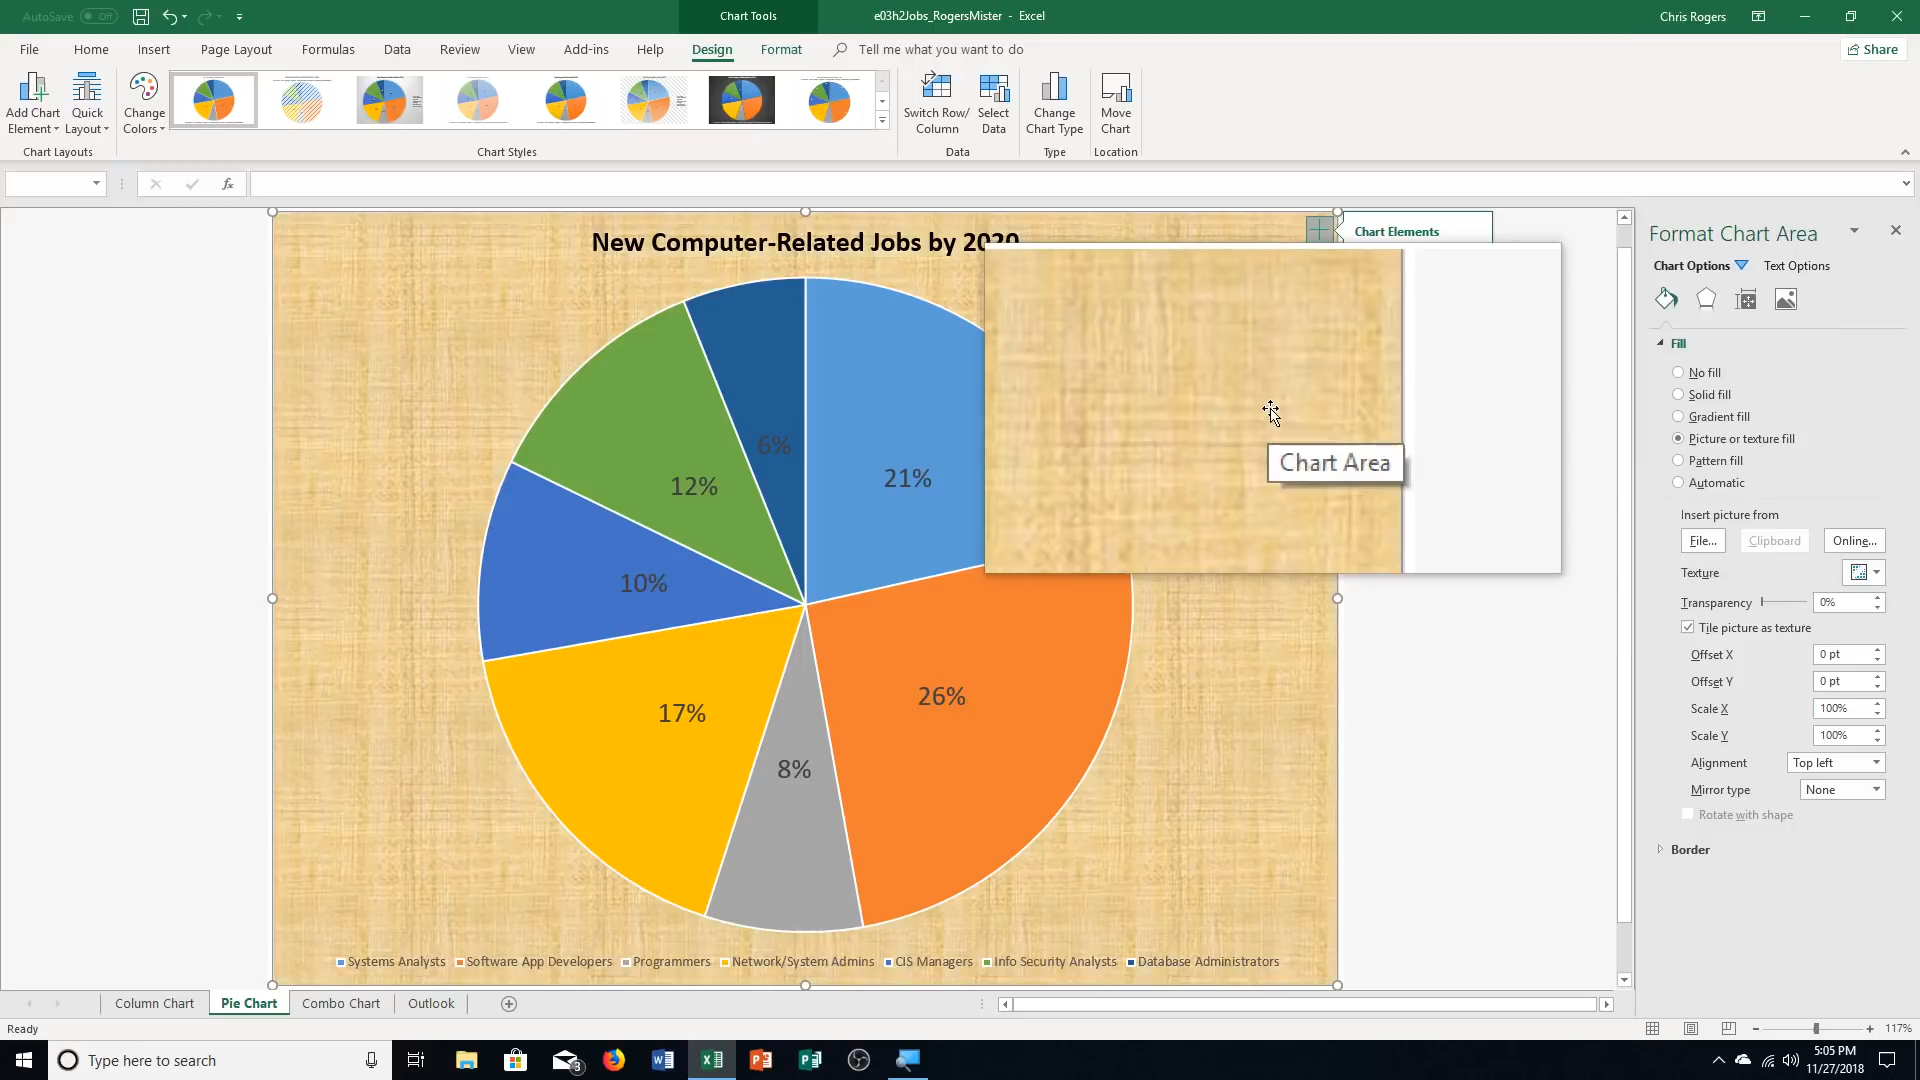 AutoSave Off
Chart Tools
e03h2Jobs_RogersMister - Excel
Chris Rogers
File Home Insert Page Layout Formulas Data Review View Add-ins Help Design Format Tell me what you want to do Share
Add Chart Element
Quick Layout
Change Colors
Switch Row/ Column
Select Data
Change Chart Type
Move Chart
Chart Layouts
Chart Styles
Data
Type
Location
fx
New Computer-Related Jobs by 2020
Chart Elements
6%
21%
12%
10%
26%
17%
8%
Chart Area
Systems Analysts Software App Developers Programmers Network/System Admins CIS Managers Info Security Analysts Database Administrators
Format Chart Area
Chart Options Text Options
Fill
No fill
Solid fill
Gradient fill
Picture or texture fill
Pattern fill
Automatic
Insert picture from
File... Clipboard Online...
Texture
Transparency 0%
Tile picture as texture
Offset X 0 pt
Offset Y 0 pt
Scale X 100%
Scale Y 100%
Alignment Top left
Mirror type None
Rotate with shape
Border
Column Chart Pie Chart Combo Chart Outlook
Ready
117%
Type here to search
3
5:05 PM
11/27/2018